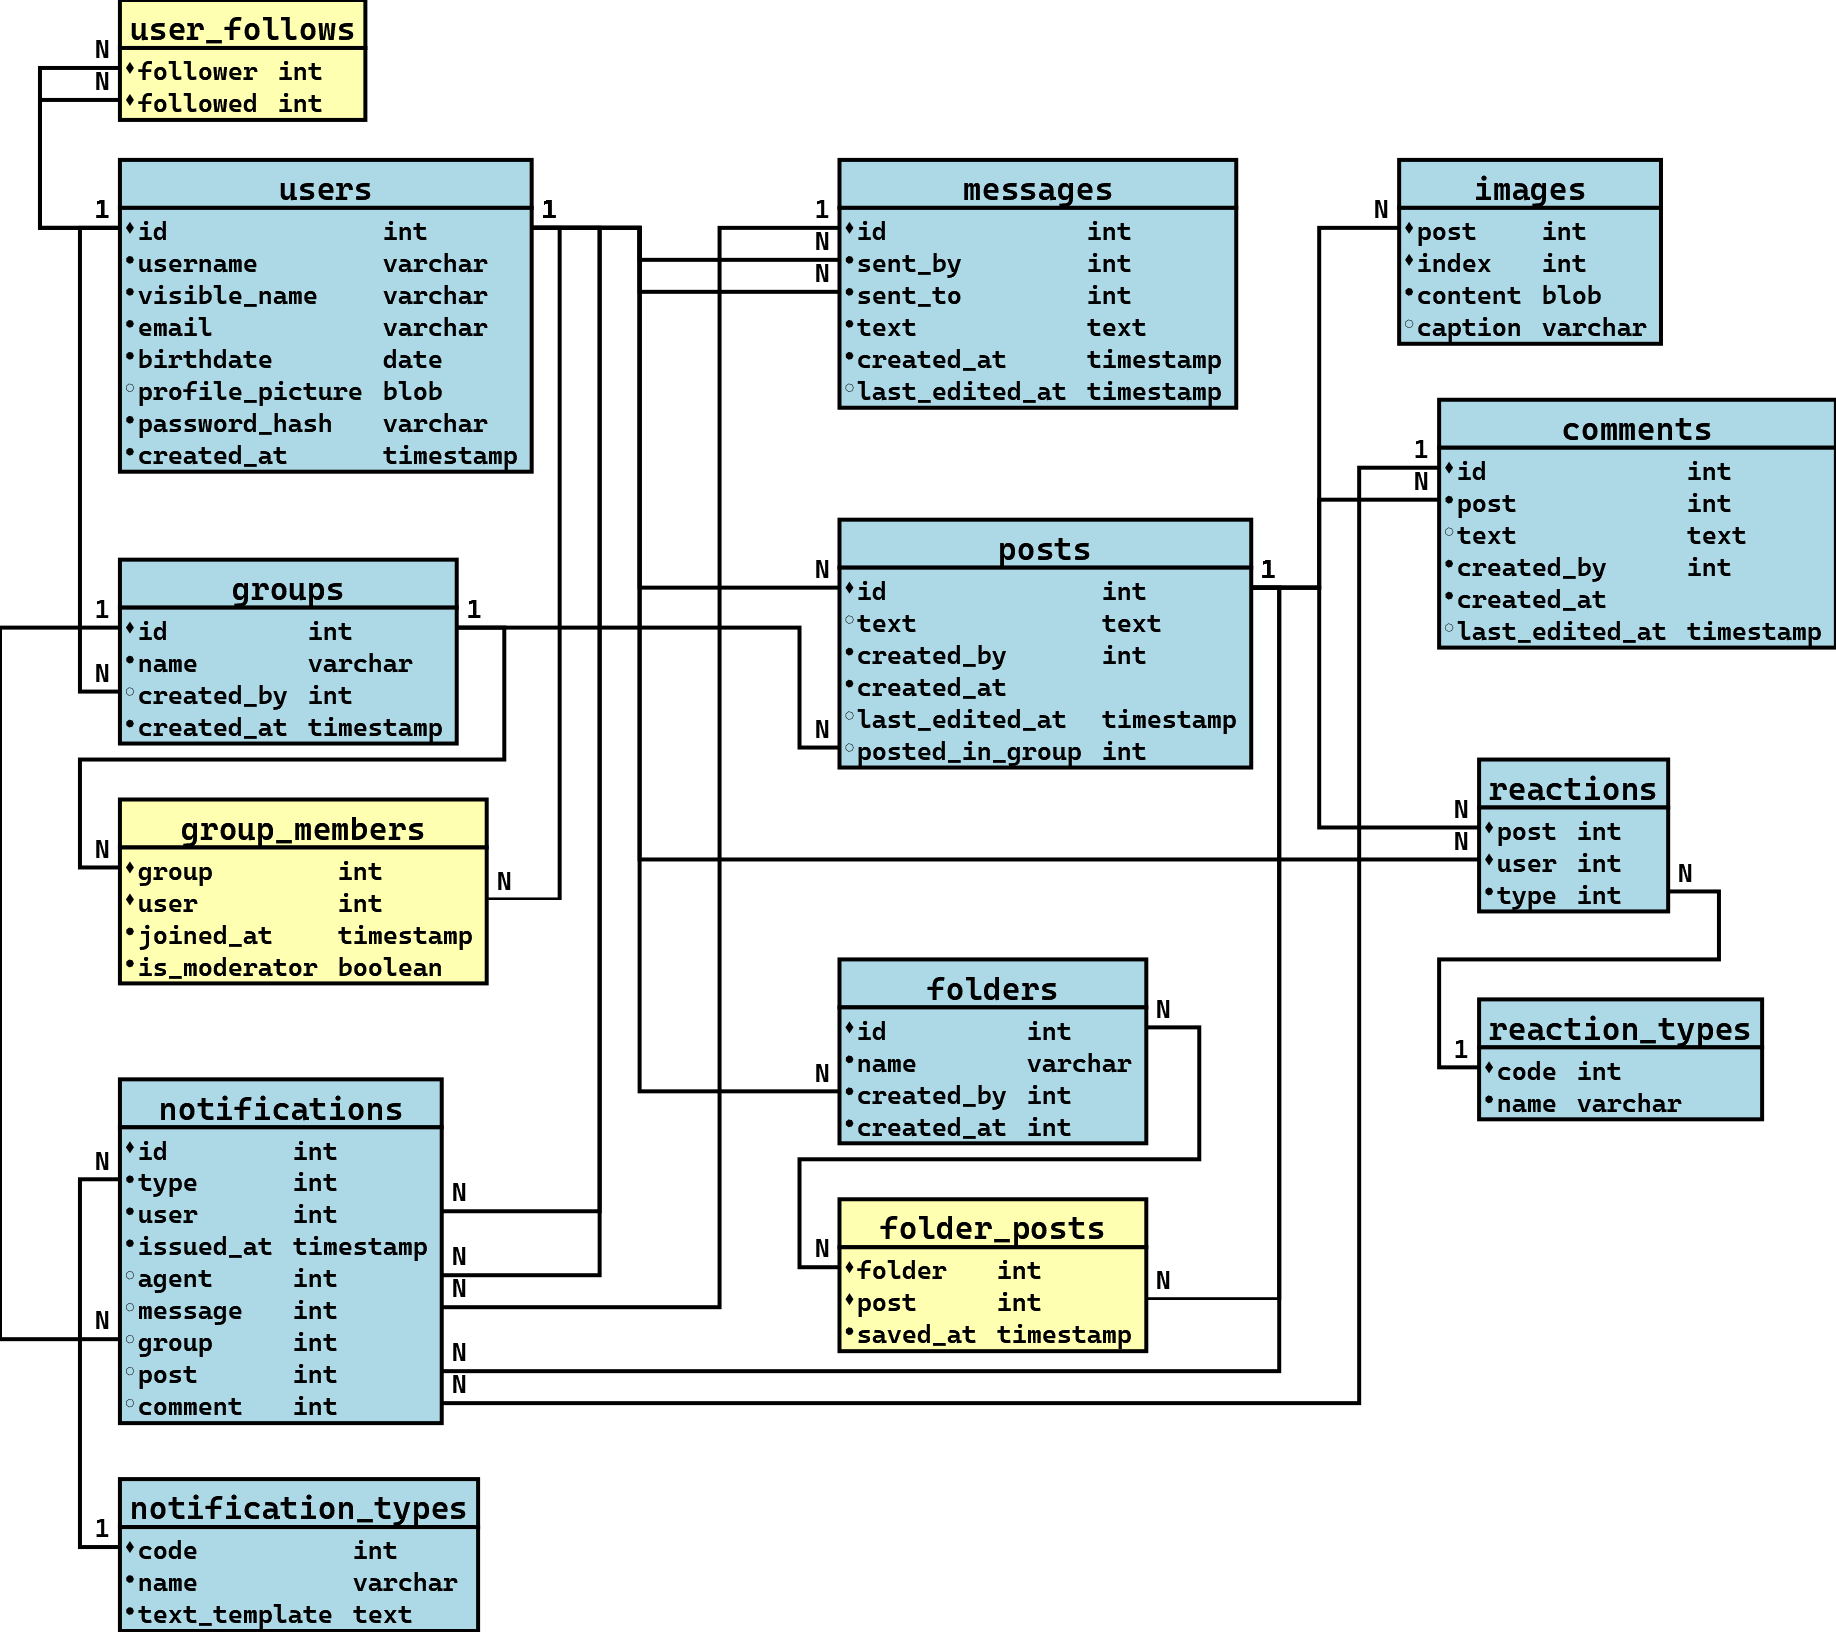 user_follows
N
♦follower int
N
♦followed int
users
1
1
♦id int
•username varchar
•visible_name varchar
•email varchar
•birthdate date
○profile_picture blob
•password_hash varchar
•created_at timestamp
messages
1
♦id int
N
•sent_by int
N
•sent_to int
•text text
•created_at timestamp
○last_edited_at timestamp
images
N
♦post int
♦index int
•content blob
○caption varchar
comments
1
♦id int
N
•post int
○text text
•created_by int
•created_at
○last_edited_at timestamp
groups
1
1
♦id int
•name varchar
N
○created_by int
•created_at timestamp
posts
N
1
♦id int
○text text
•created_by int
•created_at
○last_edited_at timestamp
N
○posted_in_group int
group_members
N
♦group int
N
♦user int
•joined_at timestamp
•is_moderator boolean
reactions
N
♦post int
N
♦user int
N
•type int
folders
N
♦id int
•name varchar
N
•created_by int
•created_at int
reaction_types
1
♦code int
•name varchar
notifications
♦id int
N
•type int
N
•user int
•issued_at timestamp
N
○agent int
N
○message int
N
○group int
N
○post int
N
○comment int
folder_posts
N
♦folder int
N
♦post int
•saved_at timestamp
notification_types
1
♦code int
•name varchar
•text_template text